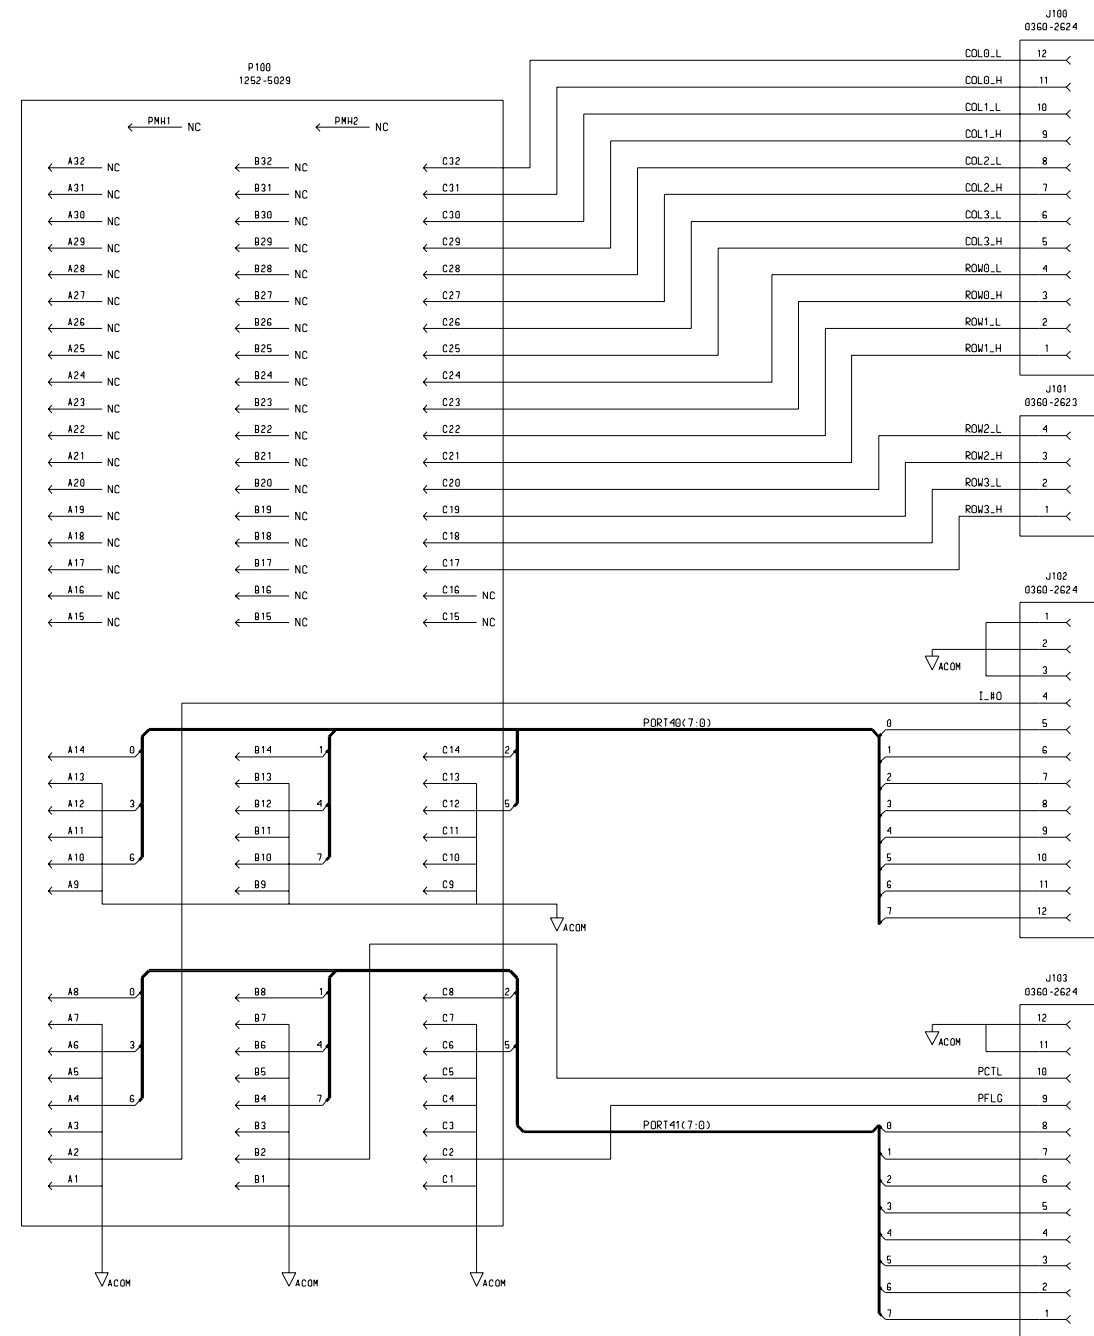 J100
0360-2624
P100
1252-5029
COL0_L 12
COL0_H 11
COL1_L 10
PMH1 NC PMH2 NC
COL1_H 9
A32 NC B32 NC C32 COL2_L 8
A31 NC B31 NC C31 COL2_H 7
A30 NC B30 NC C30 COL3_L 6
A29 NC B29 NC C29 COL3_H 5
A28 NC B28 NC C28 ROW0_L 4
A27 NC B27 NC C27 ROW0_H 3
A26 NC B26 NC C26 ROW1_L 2
A25 NC B25 NC C25 ROW1_H 1
A24 NC B24 NC C24
J101
0360-2623
A23 NC B23 NC C23
A22 NC B22 NC C22 ROW2_L 4
A21 NC B21 NC C21 ROW2_H 3
A20 NC B20 NC C20 ROW3_L 2
A19 NC B19 NC C19 ROW3_H 1
A18 NC B18 NC C18
A17 NC B17 NC C17
J102
0360-2624
A16 NC B16 NC C16 NC
A15 NC B15 NC C15 NC 1
2
ACOM
3
I_#O 4
PORT40(7:0) 0 5
A14 0 B14 1 C14 2 1 6
A13 B13 C13 2 7
A12 3 B12 4 C12 5 3 8
A11 B11 C11 4 9
A10 6 B10 7 C10 5 10
A9 B9 C9 6 11
7 12
ACOM
J103
0360-2624
A8 0 B8 1 C8 2
A7 B7 C7 12
ACOM
A6 3 B6 4 C6 5 11
A5 B5 C5 PCTL 10
A4 6 B4 7 C4 PFLG 9
A3 B3 C3 PORT41(7:0) 0 8
A2 B2 C2 1 7
A1 B1 C1 2 6
3 5
4 4
5 3
ACOM ACOM ACOM
6 2
7 1